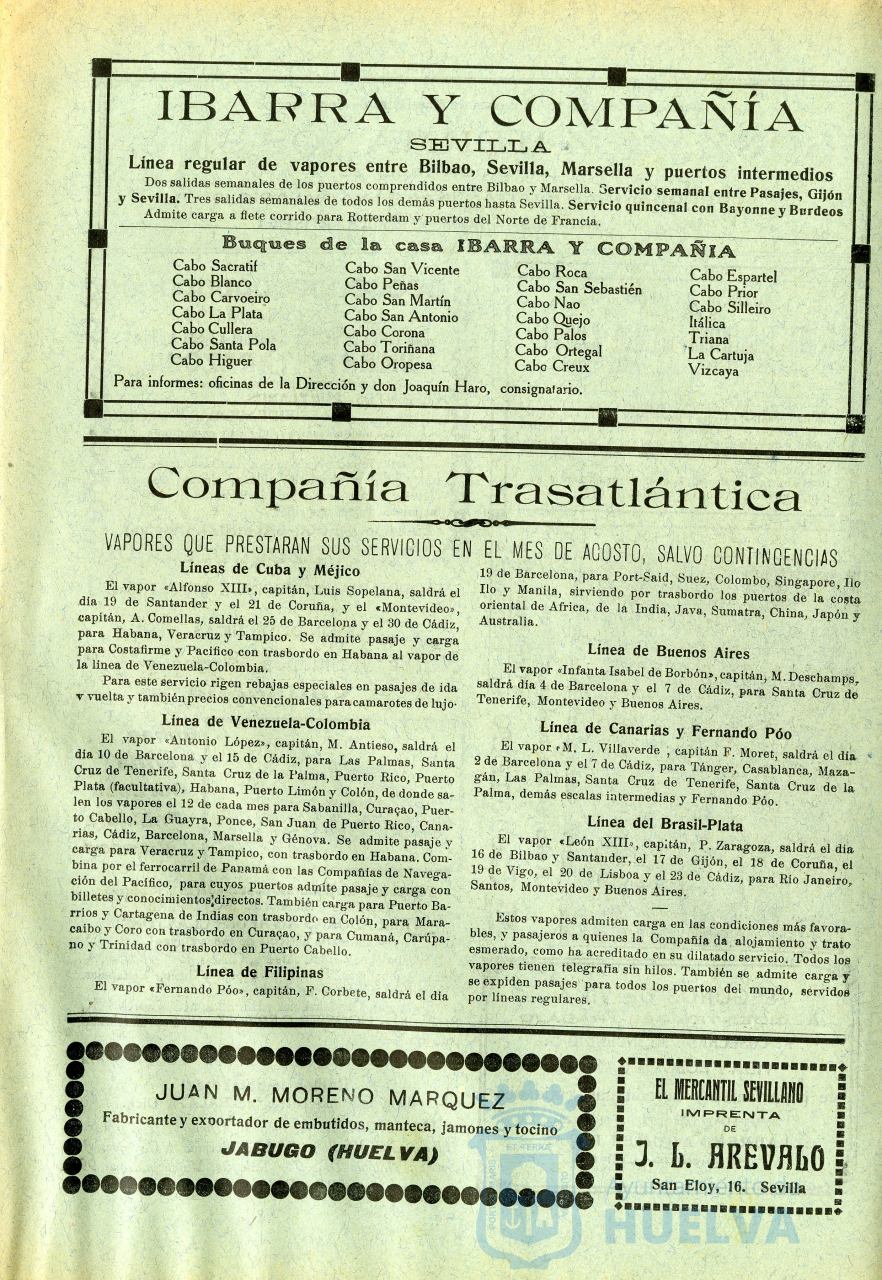 IBARRA Y COMPAÑÍA
SEVILLA
Línea regular de vapores entre Bilbao, Sevilla, Marsella y puertos intermedios
Dos salidas semanales de los puertos comprendidos entre Bilbao y Marsella. Servicio semanal entre Pasajes, Gijón
y Sevilla. Tres salidas semanales de todos los demás puertos hasta Sevilla. Servicio quincenal con Bayonne y Burdeos
Admite carga a flete corrido para Rotterdam y puertos del Norte de Francia.
Buques de la casa IBARRA Y COMPAÑIA
Cabo Sacratif
Cabo Blanco
Cabo Carvoeiro
Cabo La Plata
Cabo Cullera
Cabo Santa Pola
Cabo Higuer
Cabo San Vicente
Cabo Peñas
Cabo San Martín
Cabo San Antonio
Cabo Corona
Cabo Toriñana
Cabo Oropesa
Cabo Roca
Cabo San Sebastién
Cabo Nao
Cabo Quejo
Cabo Palos
Cabo Ortegal
Cabo Creux
Cabo Espartel
Cabo Prior
Cabo Silleiro
Itálica
Triana
La Cartuja
Vizcaya
Para informes: oficinas de la Dirección y don Joaquín Haro, consignatario.
Compañía Trasatlántica
VAPORES QUE PRESTARAN SUS SERVICIOS EN EL MES DE AGOSTO, SALVO CONTINGENCIAS
Líneas de Cuba y Méjico
El vapor «Alfonso XIII», capitán, Luis Sopelana, saldrá el
día 19 de Santander y el 21 de Coruña, y el «Montevideo»,
capitán, A. Comellas, saldrá el 25 de Barcelona y el 30 de Cádiz,
para Habana, Veracruz y Tampico. Se admite pasaje y carga
para Costafirme y Pacífico con trasbordo en Habana al vapor de
la línea de Venezuela-Colombia.
Para este servicio rigen rebajas especiales en pasajes de ida
y vuelta y también precios convencionales para camarotes de lujo·
Línea de Venezuela-Colombia
El vapor «Antonio López», capitán, M. Antieso, saldrá el
día 10 de Barcelona y el 15 de Cádiz, para Las Palmas, Santa
Cruz de Tenerife, Santa Cruz de la Palma, Puerto Rico, Puerto
Plata (facultativa), Habana, Puerto Limón y Colón, de donde sa-
len los vapores el 12 de cada mes para Sabanilla, Curaçao, Puer-
to Cabello, La Guayra, Ponce, San Juan de Puerto Rico, Cana-
rias, Cádiz, Barcelona, Marsella y Génova. Se admite pasaje y
carga para Veracruz y Tampico, con trasbordo en Habana. Com-
bina por el ferrocarril de Panamá con las Compañías de Navega-
ción del Pacífico, para cuyos puertos admite pasaje y carga con
billetes y conocimientos directos. También carga para Puerto Ba-
rrios y Cartagena de Indias con trasbordo en Colón, para Mara-
caibo y Coro con trasbordo en Curaçao, y para Cumaná, Carúpa-
no y Trinidad con trasbordo en Puerto Cabello.
Línea de Filipinas
El vapor «Fernando Póo», capitán, F. Corbete, saldrá el día
19 de Barcelona, para Port-Said, Suez, Colombo, Singapore, Ilo
Ilo y Manila, sirviendo por trasbordo los puertos de la costa
oriental de Africa, de la India, Java, Sumatra, China, Japón y
Australia.
Línea de Buenos Aires
El vapor «Infanta Isabel de Borbón», capitán, M. Deschamps,
saldrá día 4 de Barcelona y el 7 de Cádiz, para Santa Cruz de
Tenerife, Montevideo y Buenos Aires.
Línea de Canarias y Fernando Póo
El vapor «M. L. Villaverde , capitán F. Moret, saldrá el día
2 de Barcelona y el 7 de Cádiz, para Tánger, Casablanca, Maza-
gán, Las Palmas, Santa Cruz de Tenerife, Santa Cruz de la
Palma, demás escalas intermedias y Fernando Póo.
Línea del Brasil-Plata
El vapor «León XIII», capitán, P. Zaragoza, saldrá el día
16 de Bilbao y Santander, el 17 de Gijón, el 18 de Coruña, el
19 de Vigo, el 20 de Lisboa y el 23 de Cádiz, para Río Janeiro,
Santos, Montevideo y Buenos Aires.
Estos vapores admiten carga en las condiciones más favora-
bles, y pasajeros a quienes la Compañía da alojamiento y trato
esmerado, como ha acreditado en su dilatado servicio. Todos los
vapores tienen telegrafía sin hilos. También se admite carga y
se expiden pasajes para todos los puertos del mundo, servidos
por líneas regulares.
JUAN M. MORENO MARQUEZ
Fabricante y exportador de embutidos, manteca, jamones y tocino
JABUGO (HUELVA)
EL MERCANTIL SEVILLANO
IMPRENTA
DE
J. L. AREVALO
San Eloy, 16. Sevilla
Ayuntamiento de
HUELVA